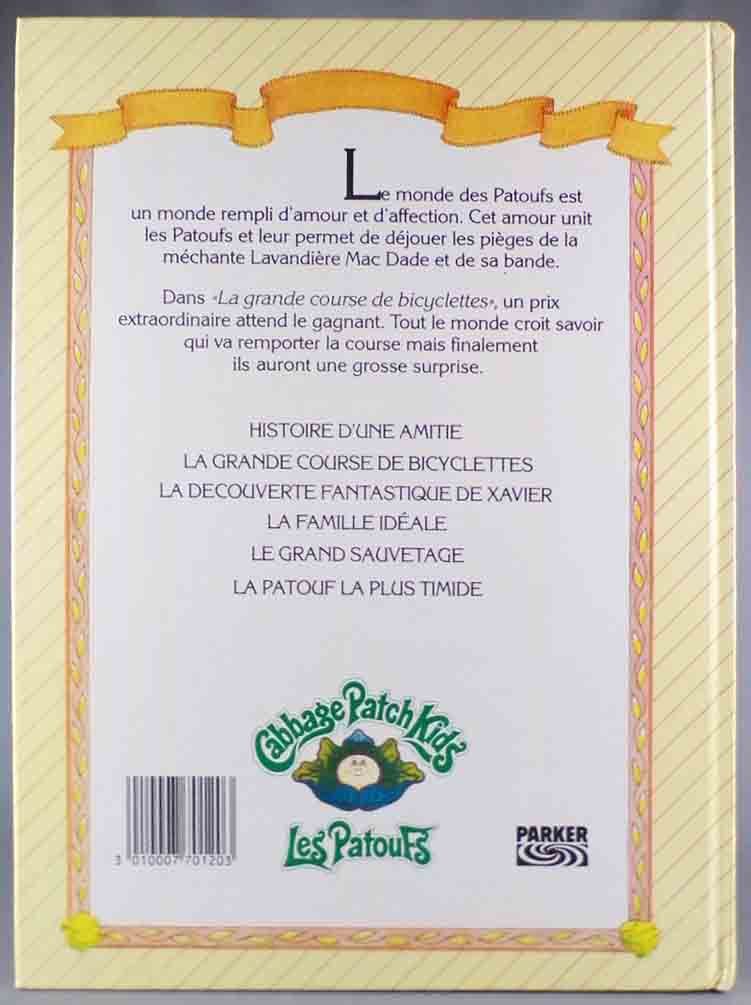 Le monde des Patoufs est
un monde rempli d'amour et d'affection. Cet amour unit
les Patoufs et leur permet de déjouer les pièges de la
méchante Lavandière Mac Dade et de sa bande.
Dans «La grande course de bicyclettes», un prix
extraordinaire attend le gagnant. Tout le monde croit savoir
qui va remporter la course mais finalement
ils auront une grosse surprise.
HISTOIRE D'UNE AMITIE
LA GRANDE COURSE DE BICYCLETTES
LA DECOUVERTE FANTASTIQUE DE XAVIER
LA FAMILLE IDÉALE
LE GRAND SAUVETAGE
LA PATOUF LA PLUS TIMIDE
Cabbage Patch Kids
Les Patoufs
PARKER
3 010007 701203